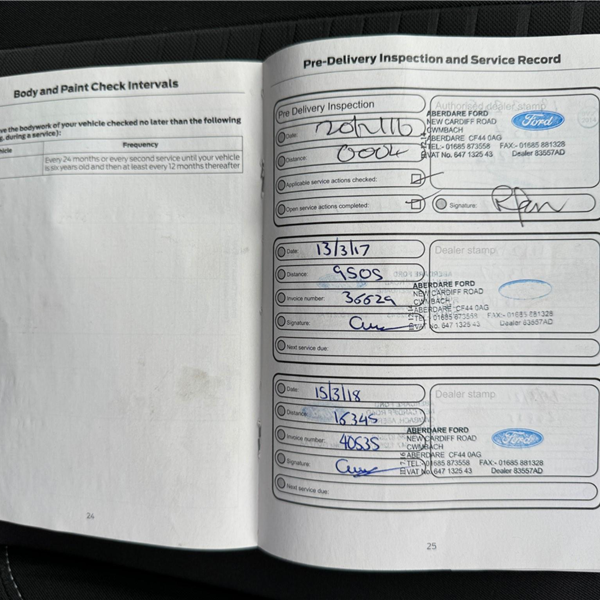 Body and Paint Check Intervals
ve the bodywork of your vehicle checked no later than the following
g. during a service):
hicle Frequency
Every 24 months or every second service until your vehicle
is six years old and then at least every 12 months thereafter
24
Pre-Delivery Inspection and Service Record
Pre Delivery Inspection
Authorised dealer stamp
Date:
Distance: 0004
Applicable service actions checked:
Open service actions completed:
ABERDARE FORD
NEW CARDIFF ROAD
CWMBACH
ABERDARE CF44 0AG
TEL:- 01685 873558 FAX:- 01685 881328
VAT No. 647 1325 43 Dealer 83557AD
Ford
Signature:
Date: 13/3/17
Distance: 9505
Invoice number: 36629
Signature:
Next service due:
Dealer stamp
ABERDARE FORD
NEW CARDIFF ROAD
CWMBACH
ABERDARE CF44 0AG
TEL:- 01685 873558 FAX:- 01685 881328
VAT No. 647 1325 43 Dealer 83557AD
Date: 15/3/18
Distance: 16345
Invoice number: 40535
Signature:
Next service due:
Dealer stamp
ABERDARE FORD
NEW CARDIFF ROAD
CWMBACH
ABERDARE CF44 0AG
TEL:- 01685 873558 FAX:- 01685 881328
VAT No. 647 1325 43 Dealer 83557AD
Ford
25